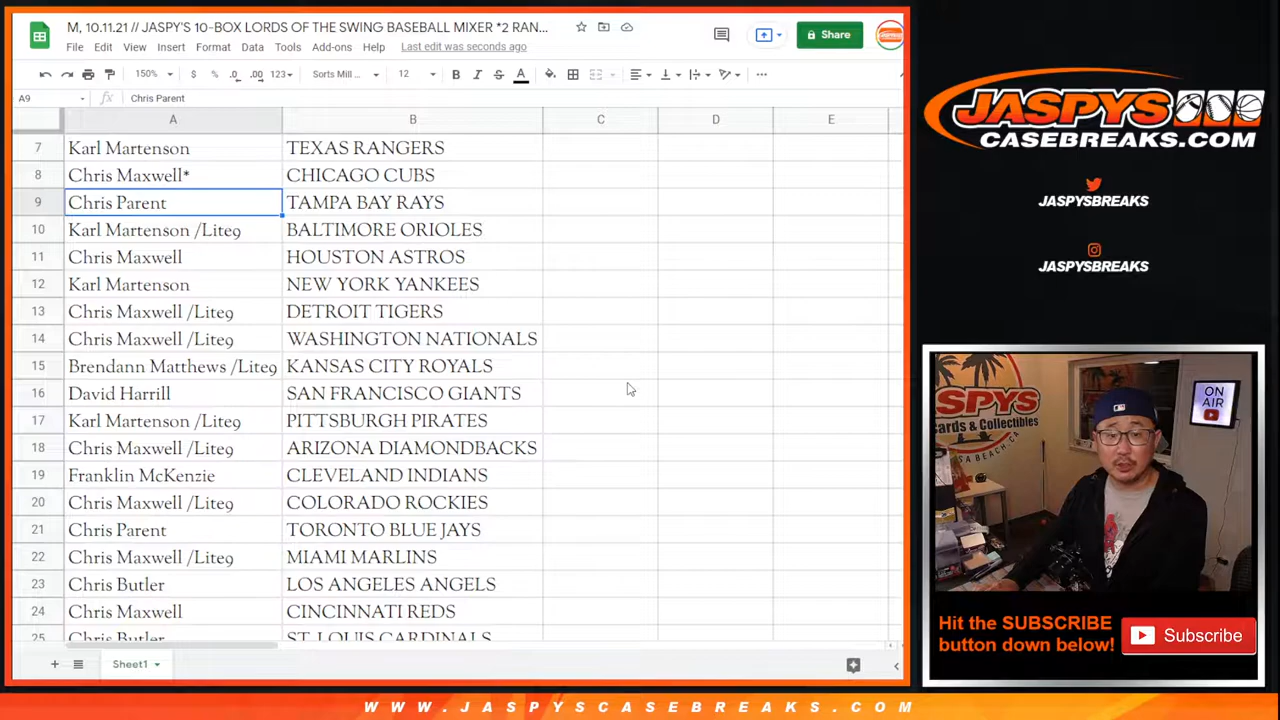 M, 10.11.21 // JASPY'S 10-BOX LORDS OF THE SWING BASEBALL MIXER *2 RAN...
File Edit View Insert Format Data Tools Add-ons Help Last edit was seconds ago
Share
150% $ % .0 .00 123 Sorts Mill ... 12 B I S A
A9 fx Chris Parent
A B C D E
7 Karl Martenson TEXAS RANGERS
8 Chris Maxwell* CHICAGO CUBS
9 Chris Parent TAMPA BAY RAYS
10 Karl Martenson /Lite9 BALTIMORE ORIOLES
11 Chris Maxwell HOUSTON ASTROS
12 Karl Martenson NEW YORK YANKEES
13 Chris Maxwell /Lite9 DETROIT TIGERS
14 Chris Maxwell /Lite9 WASHINGTON NATIONALS
15 Brendann Matthews /Lite9 KANSAS CITY ROYALS
16 David Harrill SAN FRANCISCO GIANTS
17 Karl Martenson /Lite9 PITTSBURGH PIRATES
18 Chris Maxwell /Lite9 ARIZONA DIAMONDBACKS
19 Franklin McKenzie CLEVELAND INDIANS
20 Chris Maxwell /Lite9 COLORADO ROCKIES
21 Chris Parent TORONTO BLUE JAYS
22 Chris Maxwell /Lite9 MIAMI MARLINS
23 Chris Butler LOS ANGELES ANGELS
24 Chris Maxwell CINCINNATI REDS
25 Chris Butler ST. LOUIS CARDINALS
Sheet1
JASPYS
CASEBREAKS.COM
JASPYSBREAKS
JASPYSBREAKS
ON
AIR
Hit the SUBSCRIBE
button down below!
Subscribe
WWW.JASPYSCASEBREAKS.COM